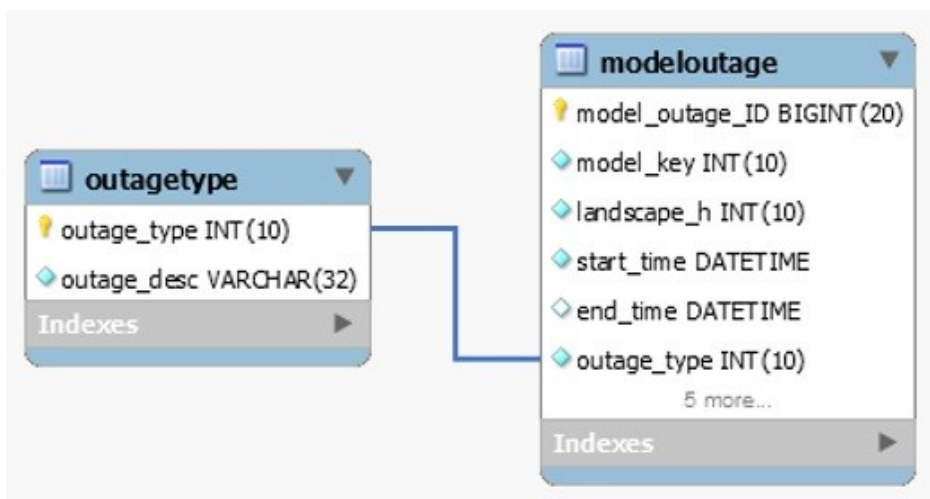 outagetype
outage_type INT(10)
outage_desc VARCHAR(32)
Indexes
modeloutage
model_outage_ID BIGINT(20)
model_key INT(10)
landscape_h INT(10)
start_time DATETIME
end_time DATETIME
outage_type INT(10)
5 more...
Indexes